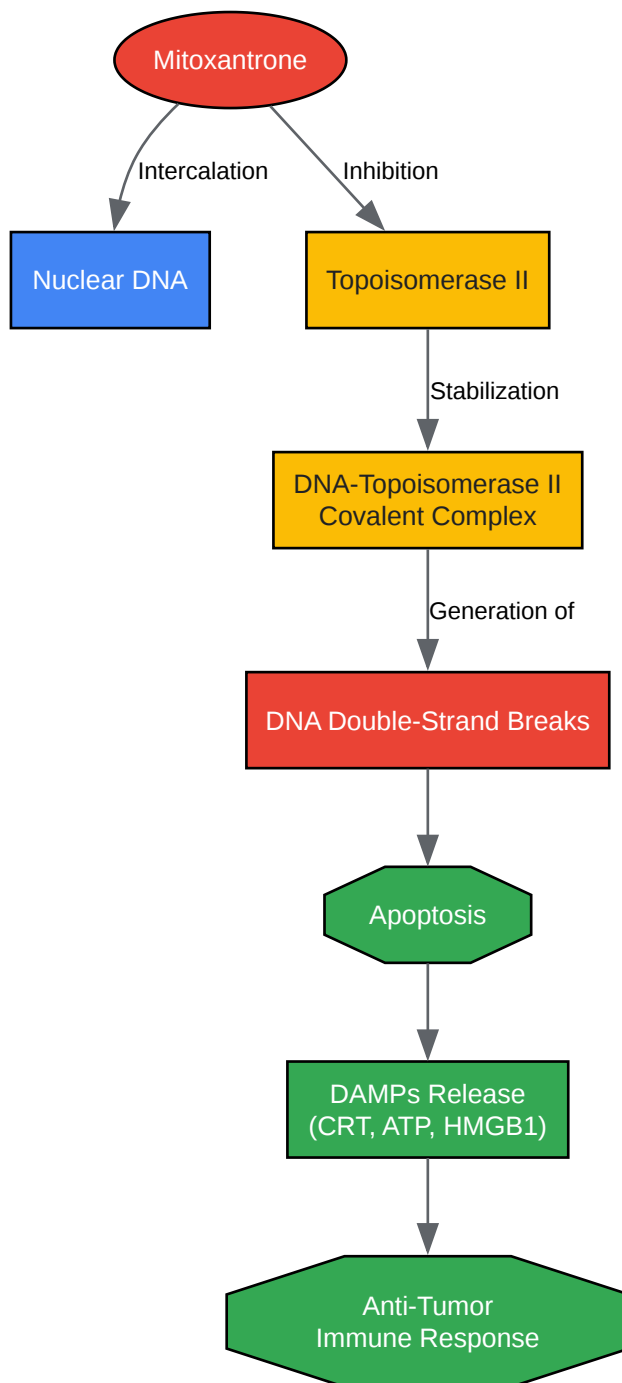 Mitoxantrone
Intercalation
Inhibition
Nuclear DNA
Topoisomerase II
Stabilization
DNA-Topoisomerase II
Covalent Complex
Generation of
DNA Double-Strand Breaks
Apoptosis
DAMPs Release
(CRT, ATP, HMGB1)
Anti-Tumor
Immune Response